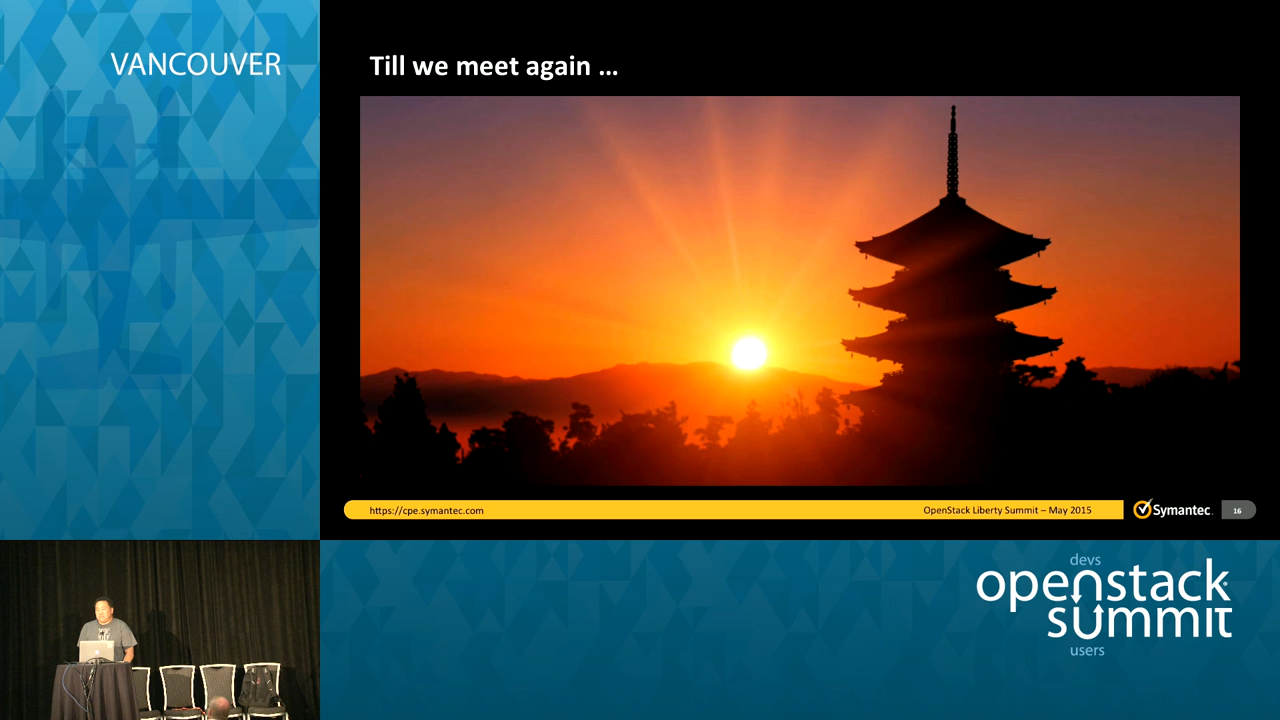 VANCOUVER
Till we meet again ...
https://cpe.symantec.com
OpenStack Liberty Summit – May 2015
Symantec.
16
devs
openstack
summit
users